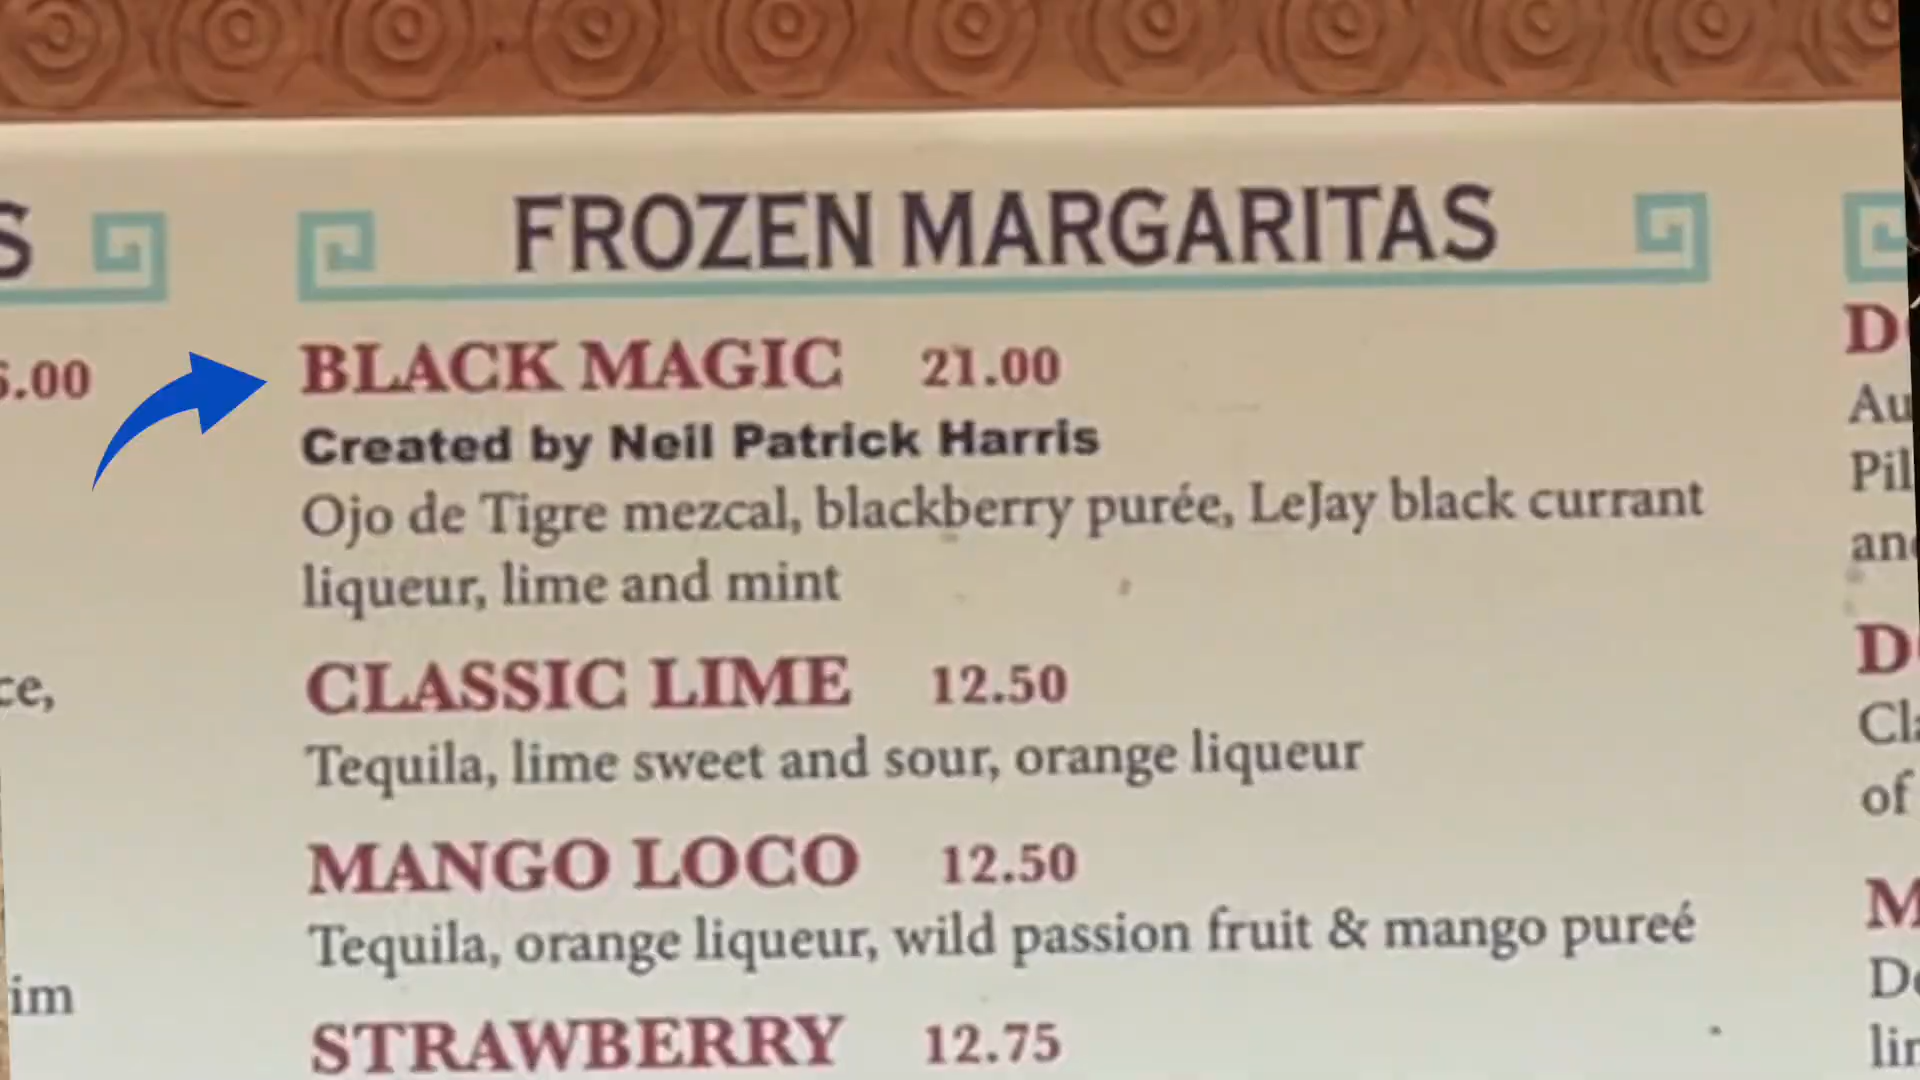 FROZEN MARGARITAS
BLACK MAGIC 21.00
Created by Neil Patrick Harris
Ojo de Tigre mezcal, blackberry purée, LeJay black currant
liqueur, lime and mint
CLASSIC LIME 12.50
Tequila, lime sweet and sour, orange liqueur
MANGO LOCO 12.50
Tequila, orange liqueur, wild passion fruit & mango pureé
STRAWBERRY 12.75